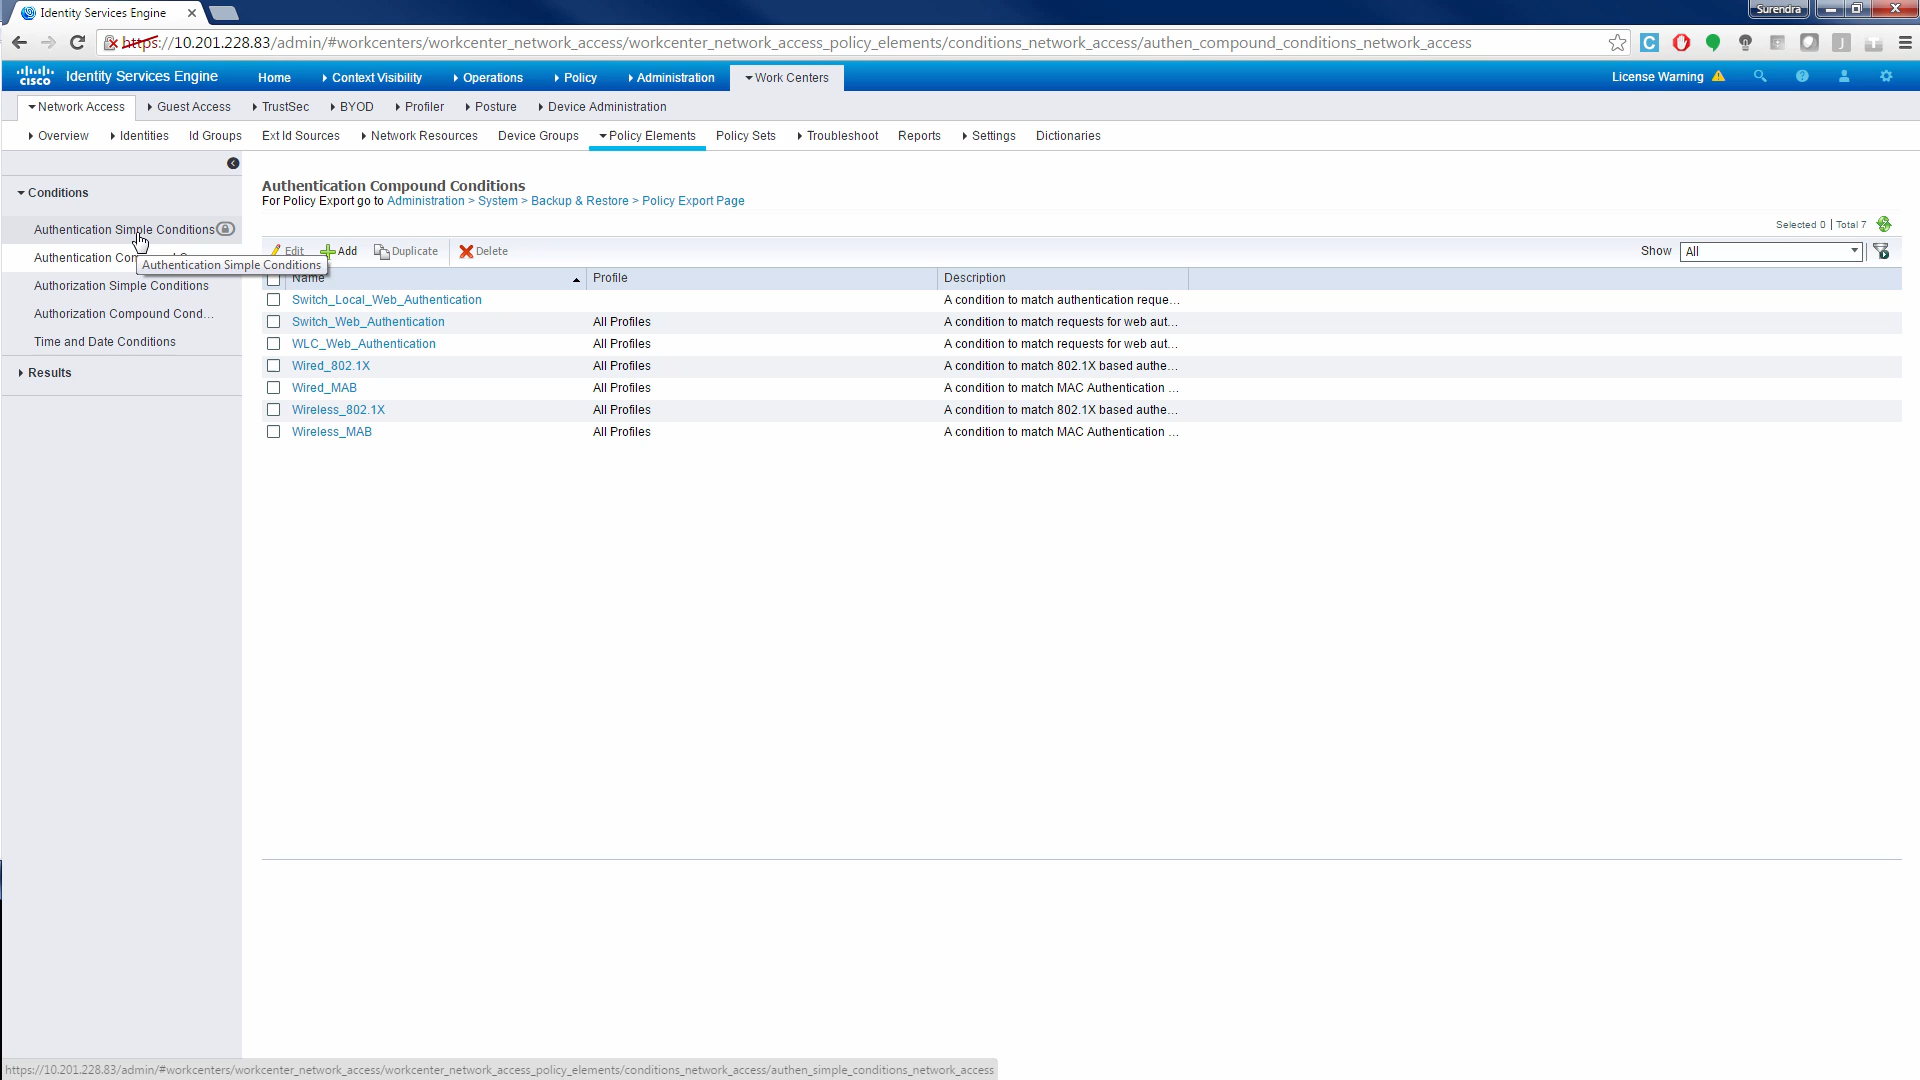 Identity Services Engine
Surendra
https://10.201.228.83/admin/#workcenters/workcenter_network_access/workcenter_network_access_policy_elements/conditions_network_access/authen_compound_conditions_network_access
cisco Identity Services Engine Home Context Visibility Operations Policy Administration Work Centers License Warning
Network Access Guest Access TrustSec BYOD Profiler Posture Device Administration
Overview Identities Id Groups Ext Id Sources Network Resources Device Groups Policy Elements Policy Sets Troubleshoot Reports Settings Dictionaries
Conditions
Authentication Simple Conditions
Authentication Com
Authentication Simple Conditions
Authorization Simple Conditions
Authorization Compound Cond...
Time and Date Conditions
Results
Authentication Compound Conditions
For Policy Export go to Administration > System > Backup & Restore > Policy Export Page
Selected 0 | Total 7
Edit Add Duplicate Delete Show All
Name Profile Description
Switch_Local_Web_Authentication A condition to match authentication reque...
Switch_Web_Authentication All Profiles A condition to match requests for web aut...
WLC_Web_Authentication All Profiles A condition to match requests for web aut...
Wired_802.1X All Profiles A condition to match 802.1X based authe...
Wired_MAB All Profiles A condition to match MAC Authentication ...
Wireless_802.1X All Profiles A condition to match 802.1X based authe...
Wireless_MAB All Profiles A condition to match MAC Authentication ...
https://10.201.228.83/admin/#workcenters/workcenter_network_access/workcenter_network_access_policy_elements/conditions_network_access/authen_simple_conditions_network_access